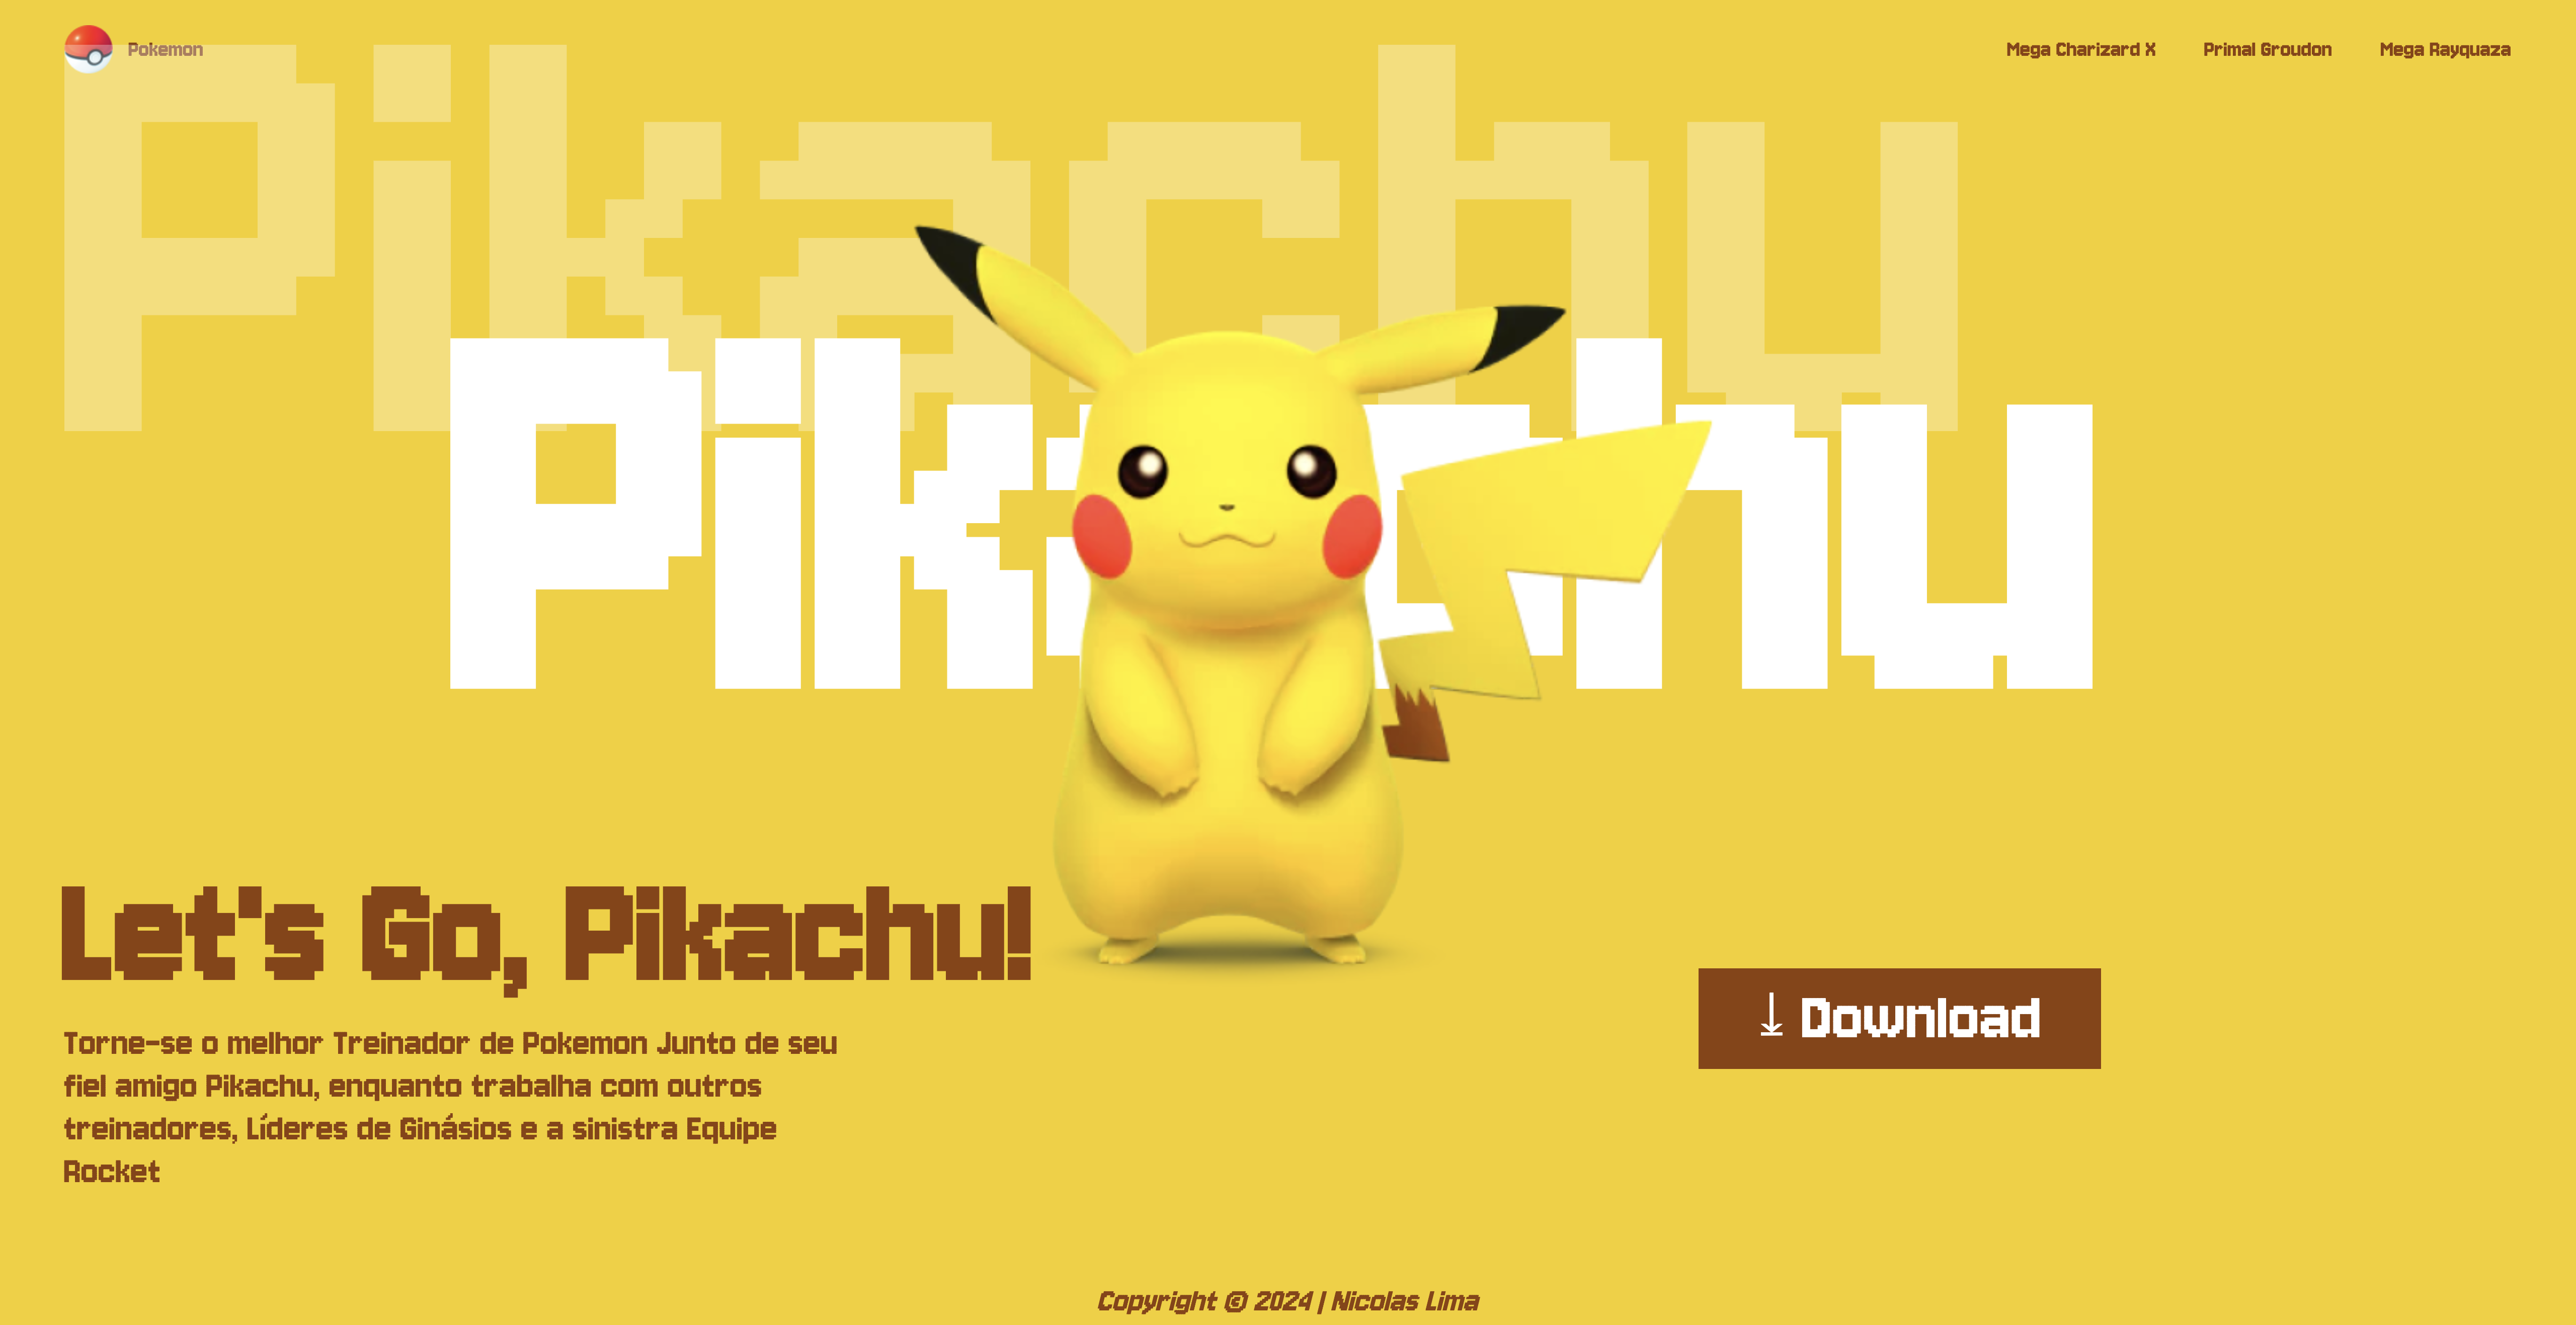 Pokemon
Mega Charizard X
Primal Groudon
Mega Rayquaza
Pikachu
Pikachu
Let's Go, Pikachu!
Torne-se o melhor Treinador de Pokemon Junto de seu
fiel amigo Pikachu, enquanto trabalha com outros
treinadores, Líderes de Ginásios e a sinistra Equipe
Rocket
Download
Copyright © 2024 | Nicolas Lima